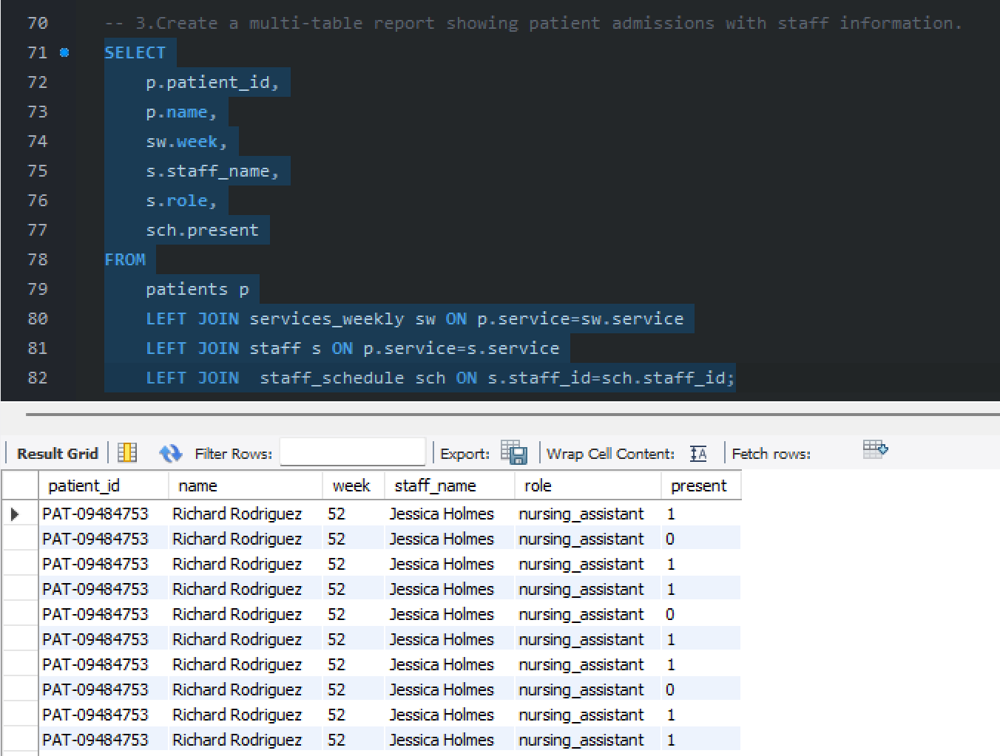 70 -- 3.Create a multi-table report showing patient admissions with staff information.
71 SELECT
72 p.patient_id,
73 p.name,
74 sw.week,
75 s.staff_name,
76 s.role,
77 sch.present
78 FROM
79 patients p
80 LEFT JOIN services_weekly sw ON p.service=sw.service
81 LEFT JOIN staff s ON p.service=s.service
82 LEFT JOIN  staff_schedule sch ON s.staff_id=sch.staff_id;
Result Grid Filter Rows: Export: Wrap Cell Content: Fetch rows:
patient_id name week staff_name role present
PAT-09484753 Richard Rodriguez 52 Jessica Holmes nursing_assistant 1
PAT-09484753 Richard Rodriguez 52 Jessica Holmes nursing_assistant 0
PAT-09484753 Richard Rodriguez 52 Jessica Holmes nursing_assistant 1
PAT-09484753 Richard Rodriguez 52 Jessica Holmes nursing_assistant 1
PAT-09484753 Richard Rodriguez 52 Jessica Holmes nursing_assistant 0
PAT-09484753 Richard Rodriguez 52 Jessica Holmes nursing_assistant 1
PAT-09484753 Richard Rodriguez 52 Jessica Holmes nursing_assistant 1
PAT-09484753 Richard Rodriguez 52 Jessica Holmes nursing_assistant 0
PAT-09484753 Richard Rodriguez 52 Jessica Holmes nursing_assistant 1
PAT-09484753 Richard Rodriguez 52 Jessica Holmes nursing_assistant 1